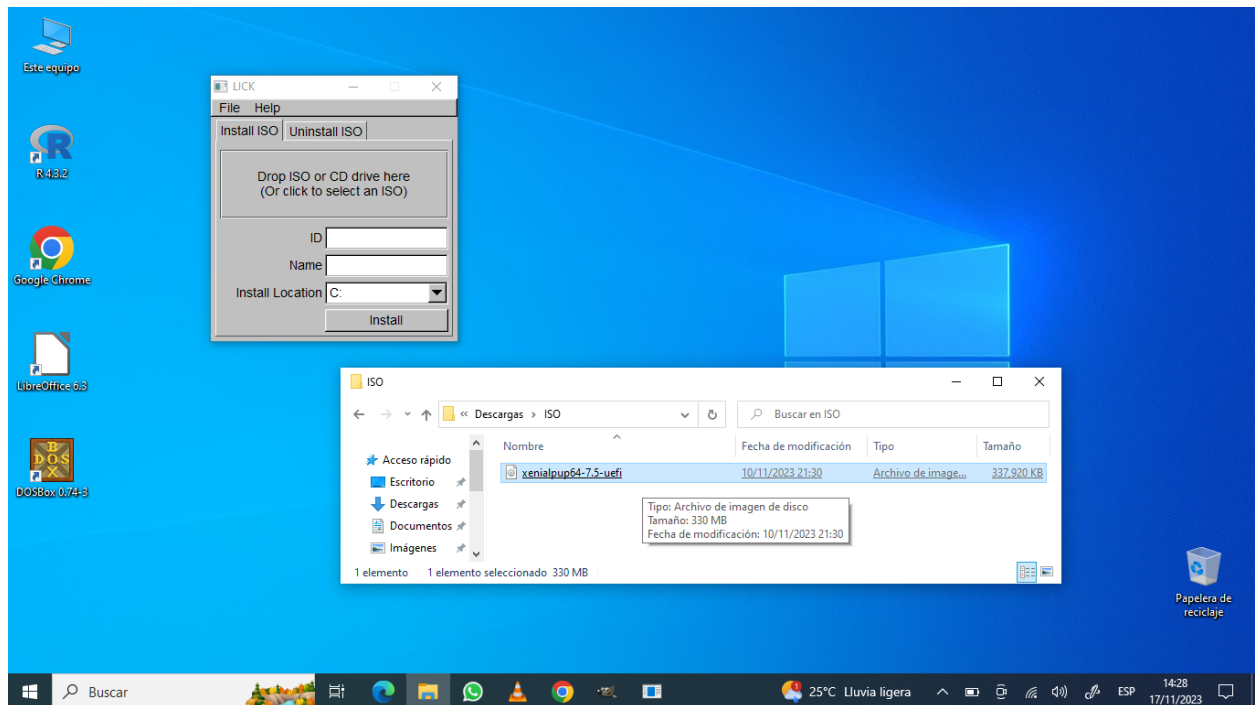 Este equipo
R 4.3.2
Google Chrome
LibreOffice 6.3
DOSBox 0.74-3
Papelera de
reciclaje
LICK
File Help
Install ISO Uninstall ISO
Drop ISO or CD drive here
(Or click to select an ISO)
ID
Name
Install Location C:
Install
ISO
« Descargas › ISO
Buscar en ISO
Nombre Fecha de modificación Tipo Tamaño
xenialpup64-7.5-uefi 10/11/2023 21:30 Archivo de image... 337,920 KB
Acceso rápido
Escritorio
Descargas
Documentos
Imágenes
Tipo: Archivo de imagen de disco
Tamaño: 330 MB
Fecha de modificación: 10/11/2023 21:30
1 elemento 1 elemento seleccionado 330 MB
Buscar
25°C Lluvia ligera
ESP
14:28
17/11/2023